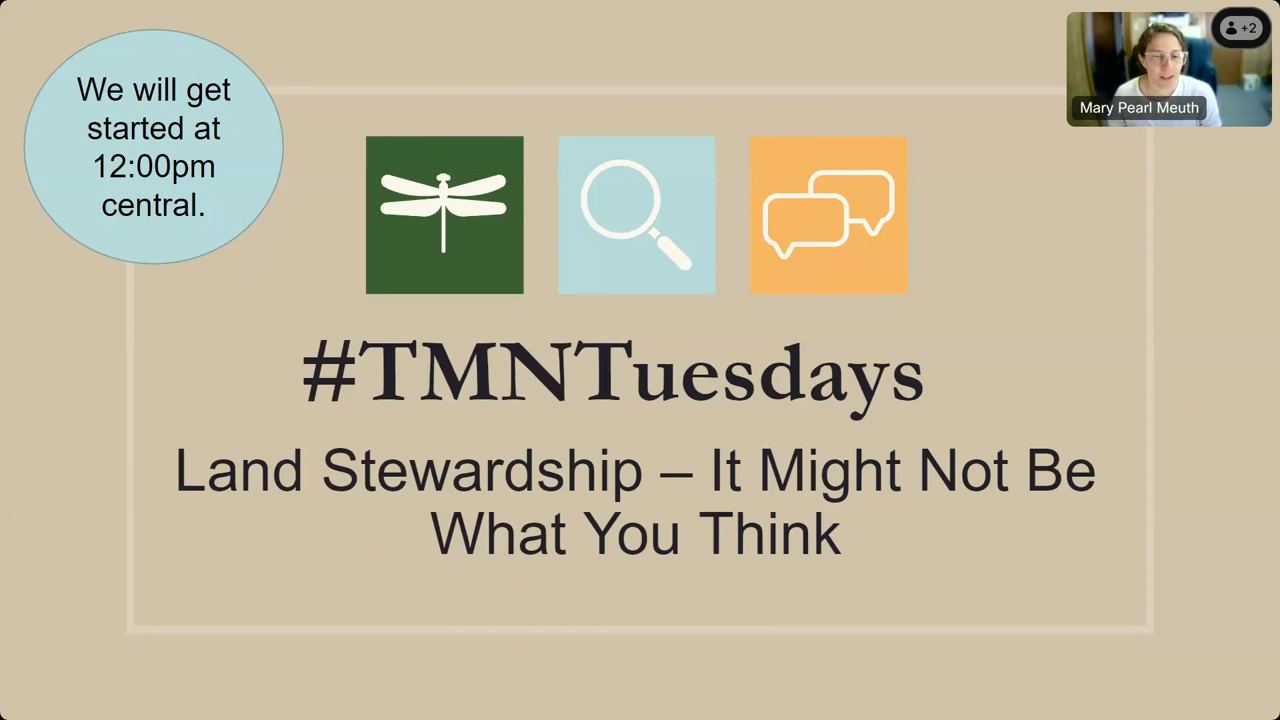 We will get
started at
12:00pm
central.
+2
Mary Pearl Meuth
#TMNTuesdays
Land Stewardship – It Might Not Be
What You Think